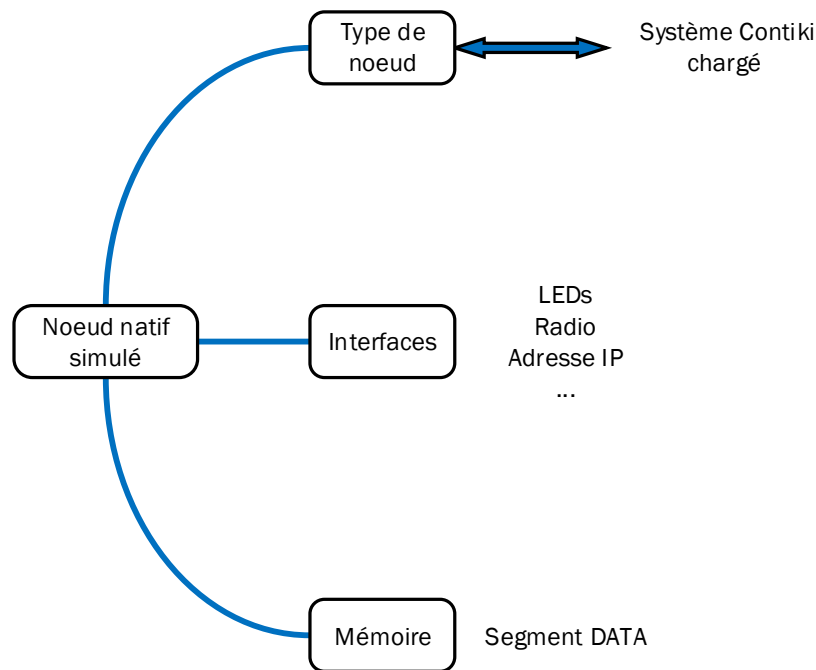 Type de
noeud
Système Contiki
chargé
Noeud natif
simulé
Interfaces
LEDs
Radio
Adresse IP
...
Mémoire
Segment DATA